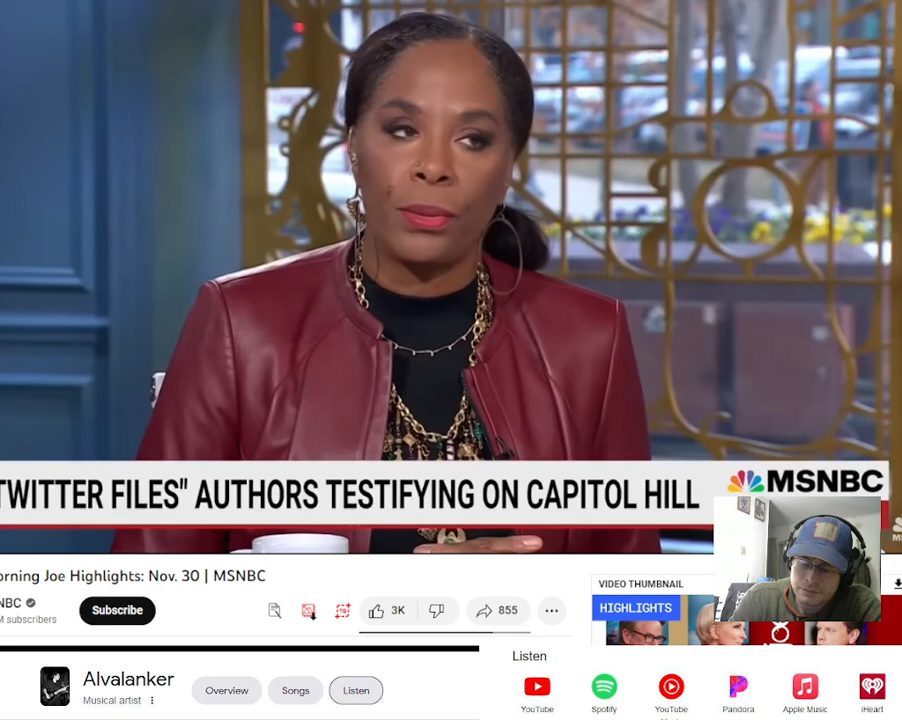 TWITTER FILES" AUTHORS TESTIFYING ON CAPITOL HILL
MSNBC
orning Joe Highlights: Nov. 30 | MSNBC
NBC
M subscribers
Subscribe
3K
855
VIDEO THUMBNAIL
HIGHLIGHTS
Alvalanker
Musical artist
Overview
Songs
Listen
Listen
YouTube
Spotify
YouTube
Pandora
Apple Music
iHeart